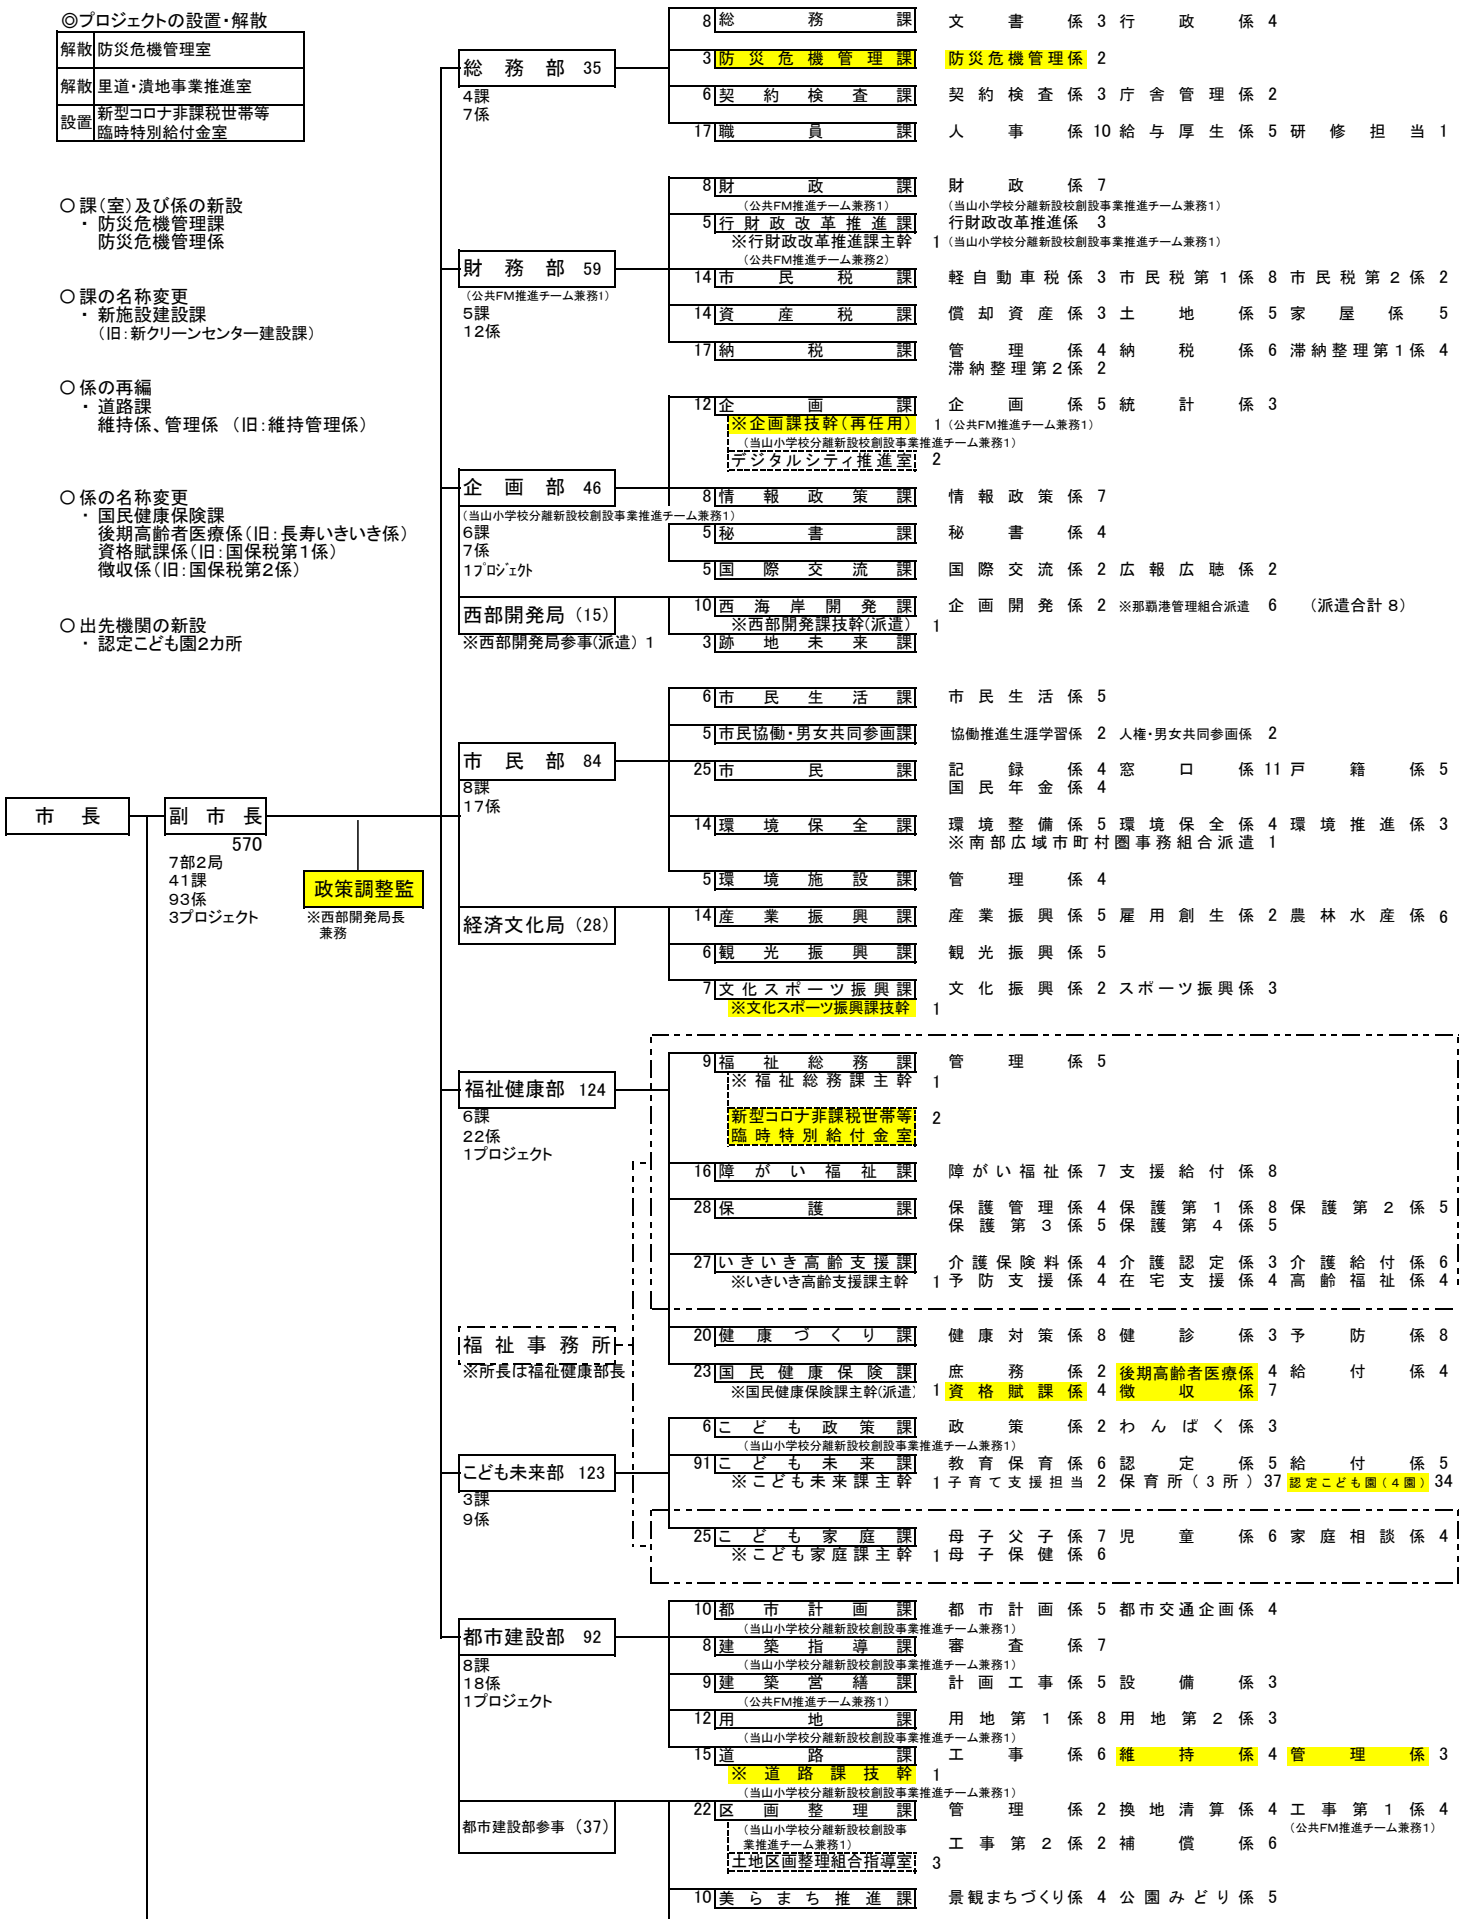 ◎プロジェクトの設置・解散
解散 防災危機管理室
解散 里道・潰地事業推進室
設置 新型コロナ非課税世帯等
臨時特別給付金室
○課(室)及び係の新設
・ 防災危機管理課
防災危機管理係
○課の名称変更
・ 新施設建設課
(旧:新クリーンセンター建設課)
○係の再編
・ 道路課
維持係、管理係 (旧:維持管理係)
○係の名称変更
・ 国民健康保険課
後期高齢者医療係(旧:長寿いきいき係)
資格賦課係(旧:国保税第1係)
徴収係(旧:国保税第2係)
○出先機関の新設
・ 認定こども園2カ所
市長
副市長
570
7部2局
41課
93係
3プロジェクト
政策調整監
※西部開発局長
兼務
総務部 35
4課
7係
8 総務課 文書係 3 行政係 4
3 防災危機管理課 防災危機管理係 2
6 契約検査課 契約検査係 3 庁舎管理係 2
17 職員課 人事係 10 給与厚生係 5 研修担当 1
財務部 59
(公共FM推進チーム兼務1)
5課
12係
8 財政課 財政係 7
(公共FM推進チーム兼務1) (当山小学校分離新設校創設事業推進チーム兼務1)
5 行財政改革推進課 行財政改革推進係 3
※行財政改革推進課主幹 1 (当山小学校分離新設校創設事業推進チーム兼務1)
(公共FM推進チーム兼務2)
14 市民税課 軽自動車税係 3 市民税第1係 8 市民税第2係 2
14 資産税課 償却資産係 3 土地係 5 家屋係 5
17 納税課 管理係 4 納税係 6 滞納整理第1係 4
滞納整理第2係 2
企画部 46
(当山小学校分離新設校創設事業推進チーム兼務1)
6課
7係
1プロジェクト
12 企画課 企画係 5 統計係 3
※企画課技幹(再任用) 1 (公共FM推進チーム兼務1)
(当山小学校分離新設校創設事業推進チーム兼務1)
デジタルシティ推進室 2
8 情報政策課 情報政策係 7
5 秘書課 秘書係 4
5 国際交流課 国際交流係 2 広報広聴係 2
西部開発局 (15)
※西部開発局参事(派遣) 1
10 西海岸開発課 企画開発係 2 ※那覇港管理組合派遣 6 (派遣合計 8)
※西部開発課技幹(派遣) 1
3 跡地未来課
市民部 84
8課
17係
6 市民生活課 市民生活係 5
5 市民協働・男女共同参画課 協働推進生涯学習係 2 人権・男女共同参画係 2
25 市民課 記録係 4 窓口係 11 戸籍係 5
国民年金係 4
14 環境保全課 環境整備係 5 環境保全係 4 環境推進係 3
※南部広域市町村圏事務組合派遣 1
5 環境施設課 管理係 4
経済文化局 (28)
14 産業振興課 産業振興係 5 雇用創生係 2 農林水産係 6
6 観光振興課 観光振興係 5
7 文化スポーツ振興課 文化振興係 2 スポーツ振興係 3
※文化スポーツ振興課技幹 1
福祉健康部 124
6課
22係
1プロジェクト
9 福祉総務課 管理係 5
※福祉総務課主幹 1
新型コロナ非課税世帯等 2
臨時特別給付金室
16 障がい福祉課 障がい福祉係 7 支援給付係 8
28 保護課 保護管理係 4 保護第1係 8 保護第2係 5
保護第3係 5 保護第4係 5
27 いきいき高齢支援課 介護保険料係 4 介護認定係 3 介護給付係 6
※いきいき高齢支援課主幹 1 予防支援係 4 在宅支援係 4 高齢福祉係 4
福祉事務所
※所長は福祉健康部長
20 健康づくり課 健康対策係 8 健診係 3 予防係 8
23 国民健康保険課 庶務係 2 後期高齢者医療係 4 給付係 4
※国民健康保険課主幹(派遣) 1 資格賦課係 4 徴収係 7
こども未来部 123
3課
9係
6 こども政策課 政策係 2 わんぱく係 3
(当山小学校分離新設校創設事業推進チーム兼務1)
91 こども未来課 教育保育係 6 認定係 5 給付係 5
※こども未来課主幹 1 子育て支援担当 2 保育所(3所) 37 認定こども園(4園) 34
25 こども家庭課 母子父子係 7 児童係 6 家庭相談係 4
※こども家庭課主幹 1 母子保健係 6
都市建設部 92
8課
18係
1プロジェクト
10 都市計画課 都市計画係 5 都市交通企画係 4
(当山小学校分離新設校創設事業推進チーム兼務1)
8 建築指導課 審査係 7
(当山小学校分離新設校創設事業推進チーム兼務1)
9 建築営繕課 計画工事係 5 設備係 3
(公共FM推進チーム兼務1)
12 用地課 用地第1係 8 用地第2係 3
(当山小学校分離新設校創設事業推進チーム兼務1)
15 道路課 工事係 6 維持係 4 管理係 3
※道路課技幹 1
(当山小学校分離新設校創設事業推進チーム兼務1)
都市建設部参事 (37)
22 区画整理課 管理係 2 換地清算係 4 工事第1係 4
(当山小学校分離新設校創設事 (公共FM推進チーム兼務1)
業推進チーム兼務1) 工事第2係 2 補償係 6
土地区画整理組合指導室 3
10 美らまち推進課 景観まちづくり係 4 公園みどり係 5